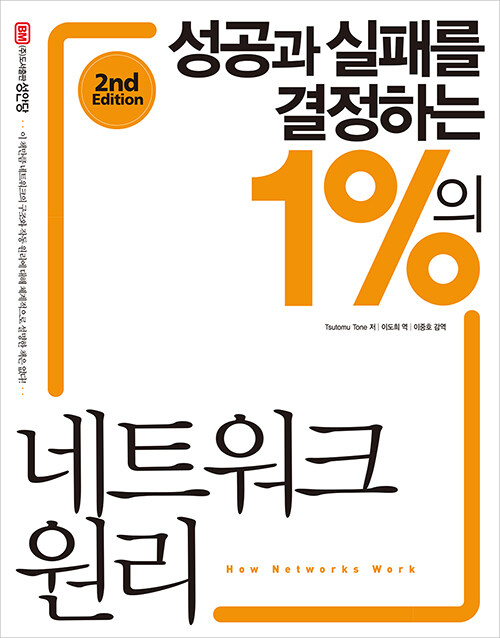 BM
(주)도서출판 성안당
·· 이 책만큼 네트워크의 구조와 작동 원리에 대해 체계적으로 설명한 책은 없다! ··
2nd
Edition
성공과 실패를
결정하는
1%의
Tsutomu Tone 저 | 이도희 역 | 이중호 감역
네트워크
원리
How Networks Work